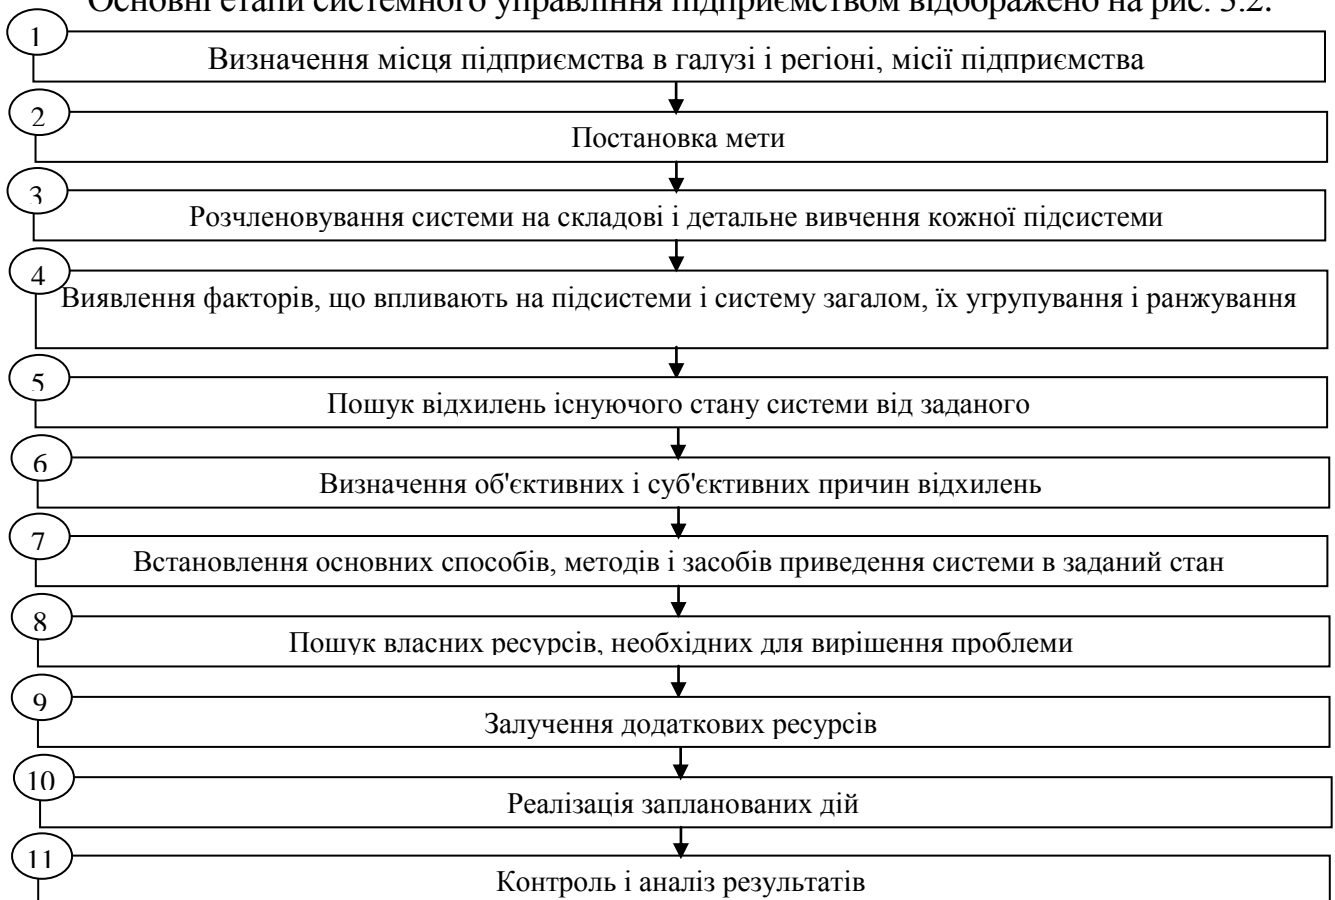 Основні етапи системного управління підприємством відображено на рис. 3.2.
1
Визначення місця підприємства в галузі і регіоні, місії підприємства
2
Постановка мети
3
Розчленовування системи на складові і детальне вивчення кожної підсистеми
4
Виявлення факторів, що впливають на підсистеми і систему загалом, їх угрупування і ранжування
5
Пошук відхилень існуючого стану системи від заданого
6
Визначення об'єктивних і суб'єктивних причин відхилень
7
Встановлення основних способів, методів і засобів приведення системи в заданий стан
8
Пошук власних ресурсів, необхідних для вирішення проблеми
9
Залучення додаткових ресурсів
10
Реалізація запланованих дій
11
Контроль і аналіз результатів